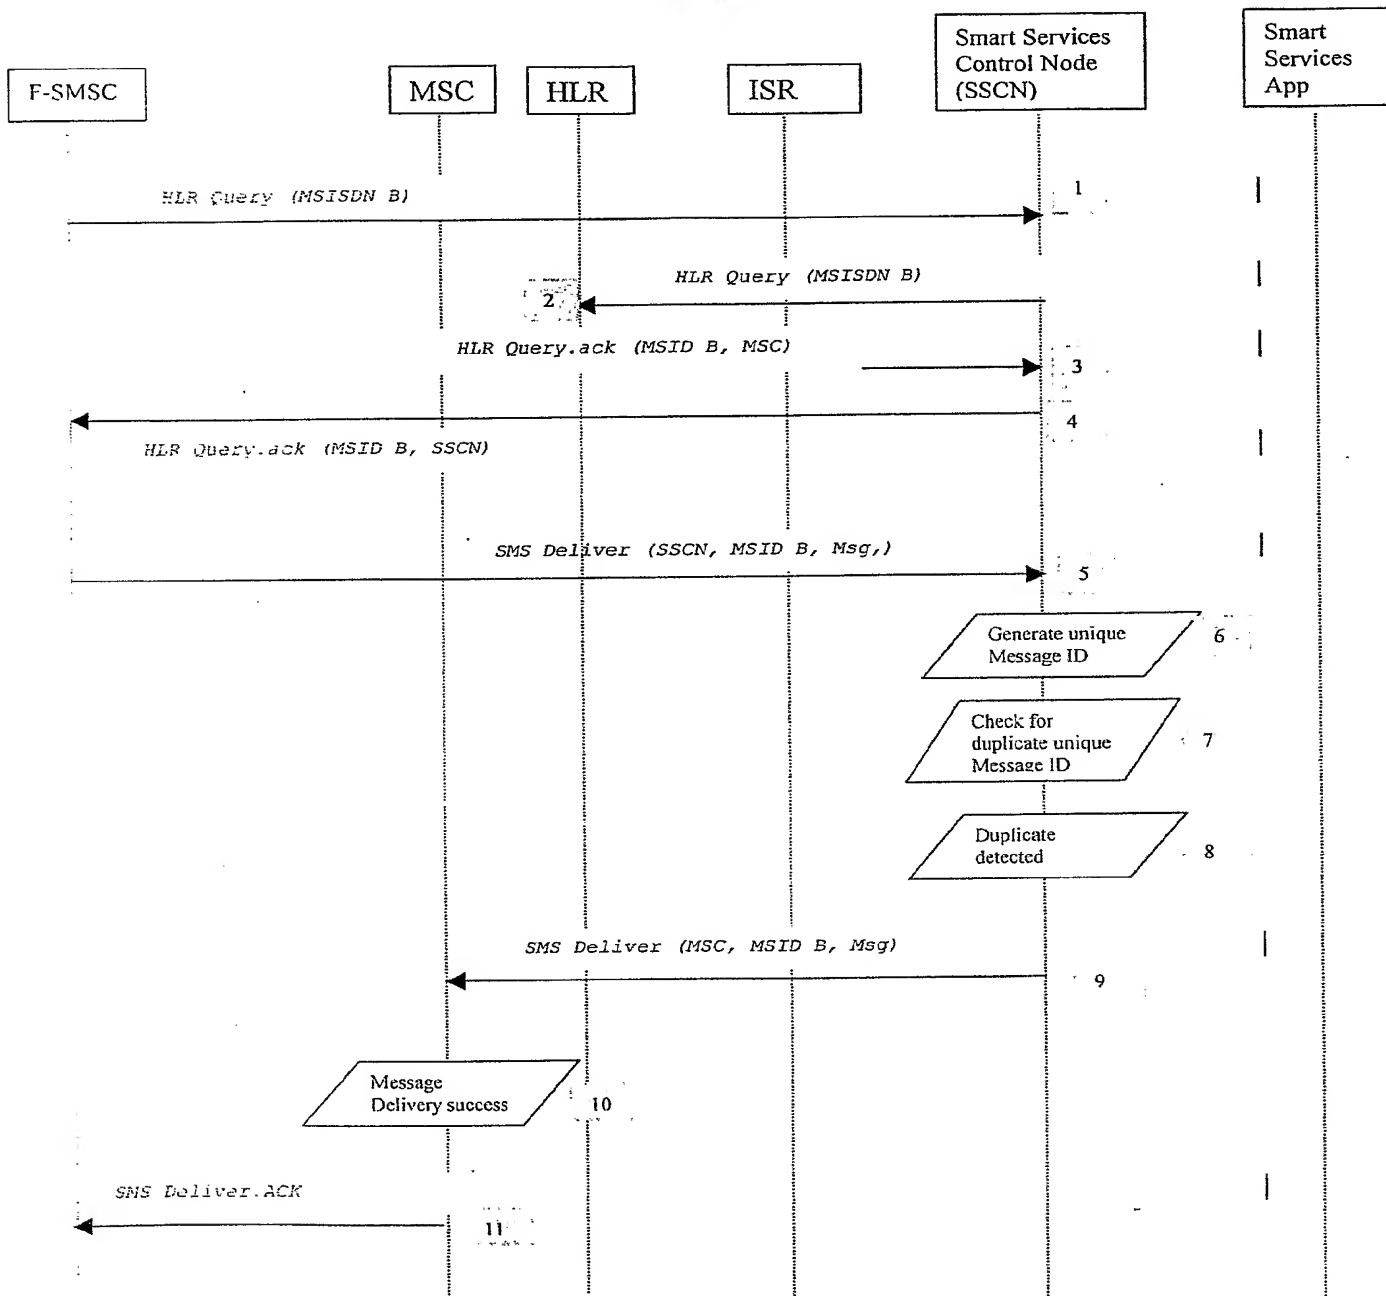 F-SMSC
MSC
HLR
ISR
Smart Services
Control Node
(SSCN)
Smart
Services
App
HLR Query (MSISDN B)
1
HLR Query (MSISDN B)
2
HLR Query.ack (MSID B, MSC)
3
4
HLR Query.ack (MSID B, SSCN)
SMS Deliver (SSCN, MSID B, Msg,)
5
Generate unique
Message ID
6
Check for
duplicate unique
Message ID
7
Duplicate
detected
8
SMS Deliver (MSC, MSID B, Msg)
9
Message
Delivery success
10
SMS Deliver.ACK
11